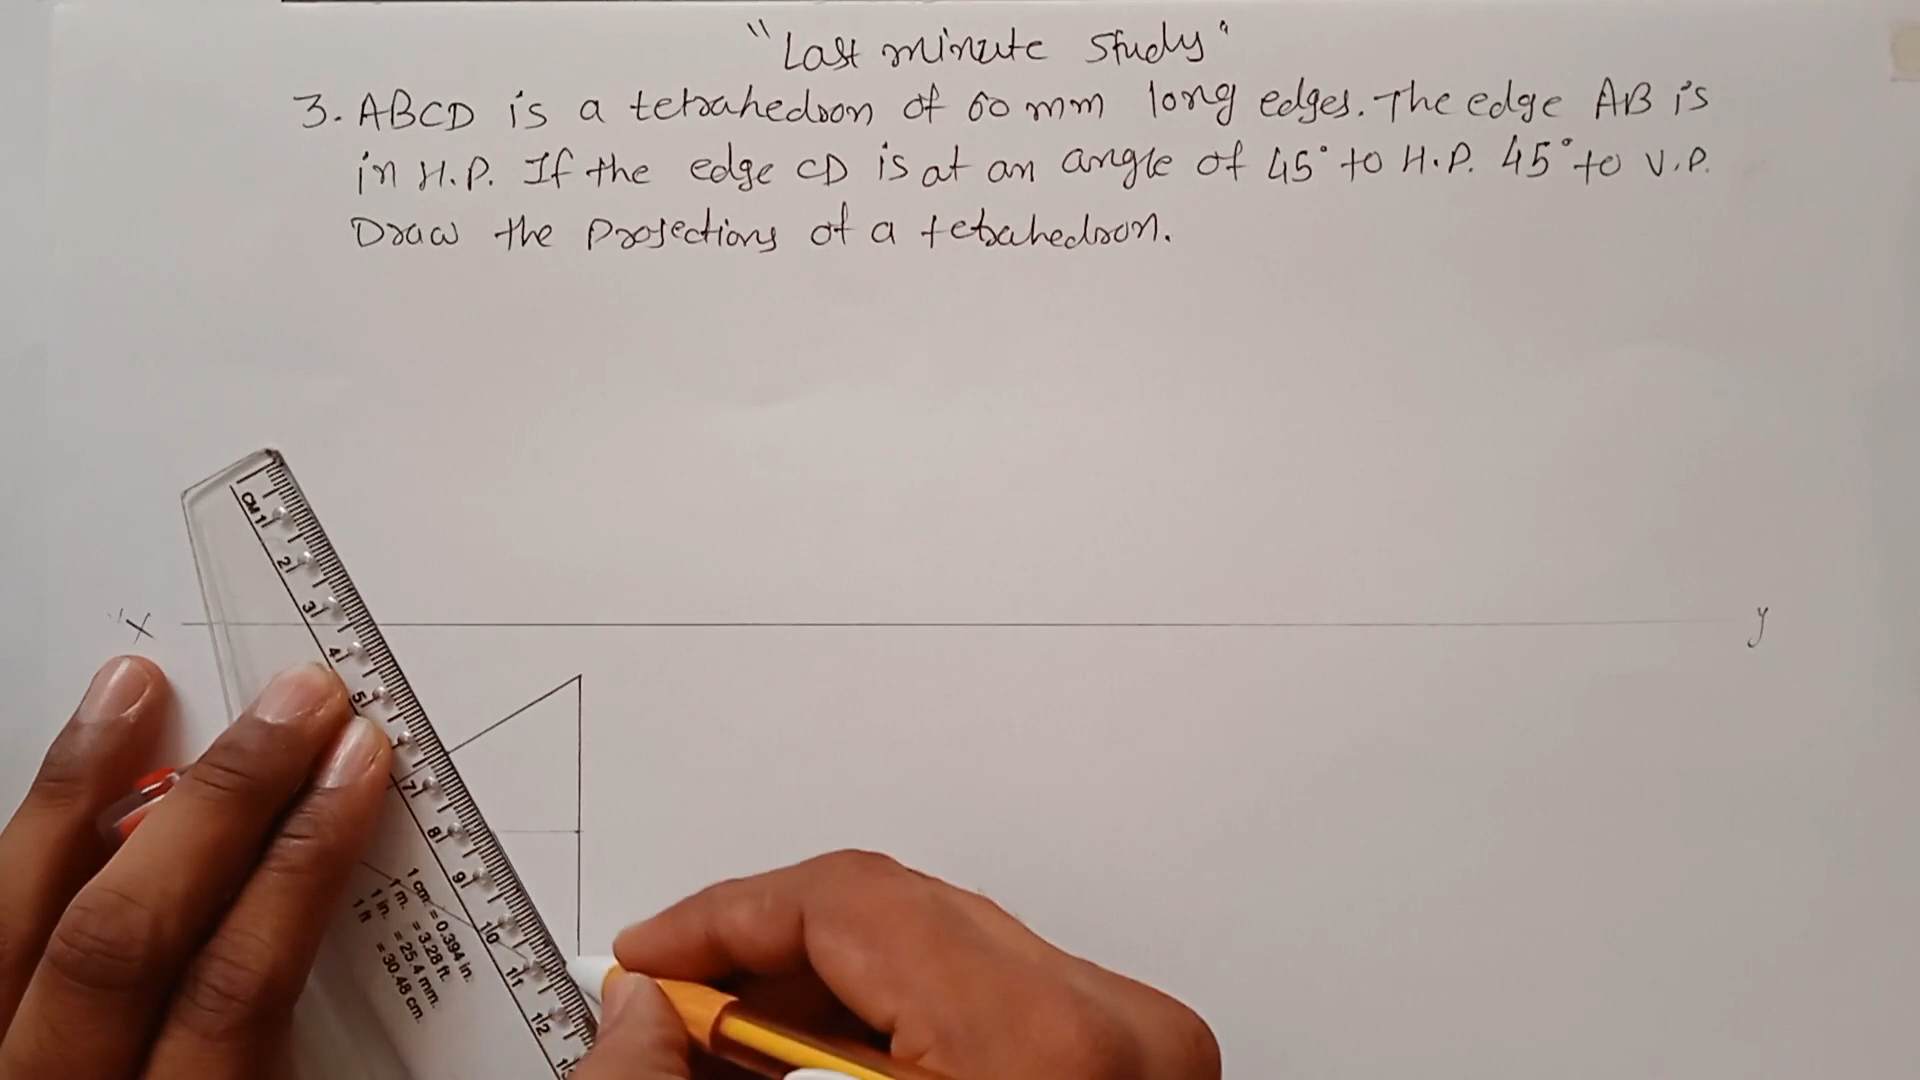 "Last minute study"
3. ABCD is a tetrahedron of 60 mm long edges. The edge AB is
in H.P. If the edge CD is at an angle of 45° to H.P. 45° to V.P.
Draw the Projections of a tetrahedron.
X
y
CM 1 2 3 4 5 7 8 9 10 11 12
1 cm. = 0.394 in.
1 m. = 3.28 ft.
1 in. = 25.4 mm.
1 ft = 30.48 cm.